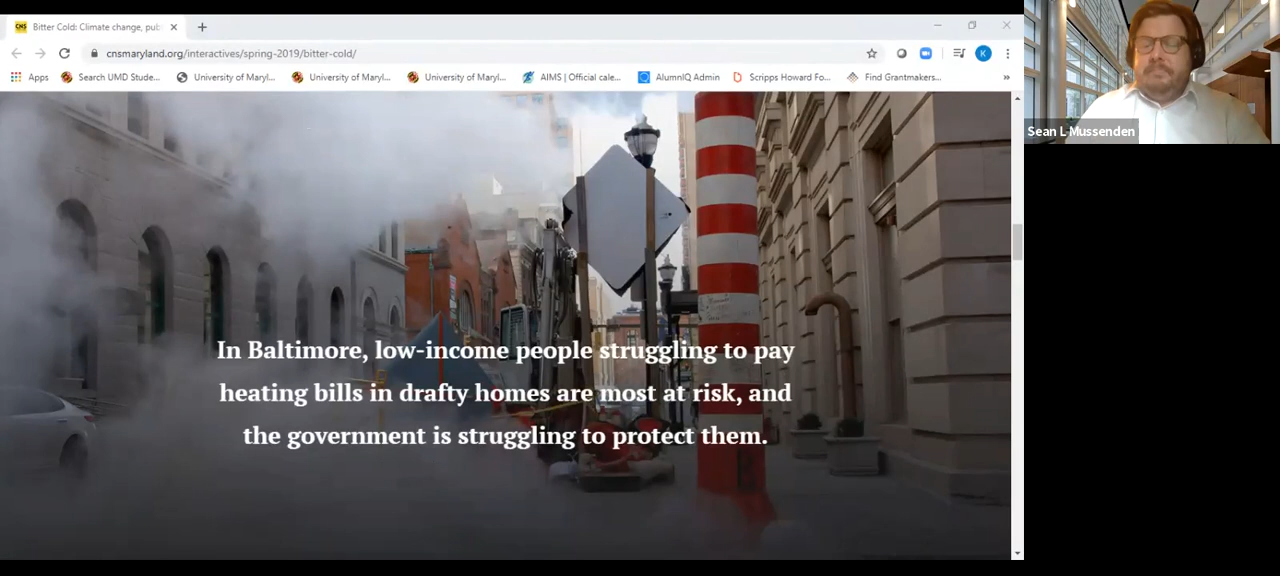 CNS
Bitter Cold: Climate change, pub
cnsmaryland.org/interactives/spring-2019/bitter-cold/
K
Apps
Search UMD Stude...
University of Maryl...
University of Maryl...
University of Maryl...
AIMS | Official cale...
AlumnIQ Admin
Scripps Howard Fo...
Find Grantmakers...
In Baltimore, low-income people struggling to pay
heating bills in drafty homes are most at risk, and
the government is struggling to protect them.
Sean L Mussenden